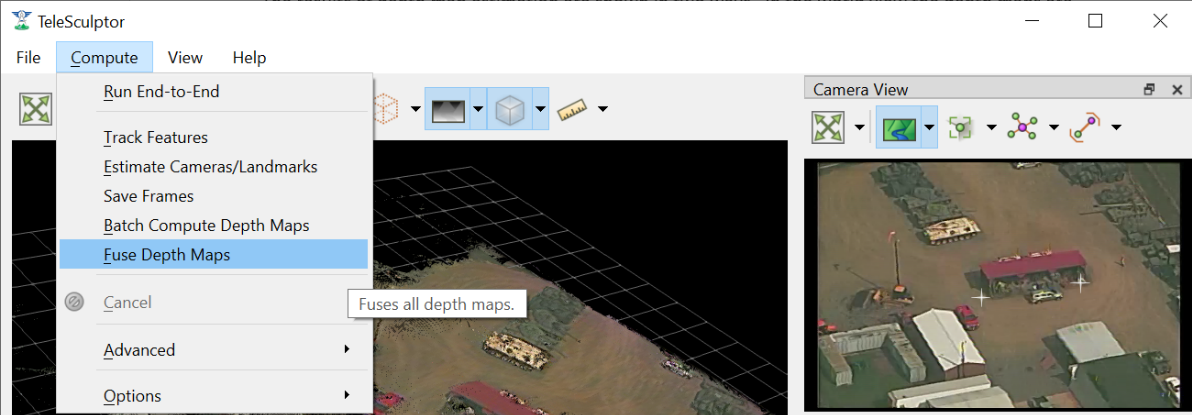 TeleSculptor
File Compute View Help
Run End-to-End
Camera View
Track Features
Estimate Cameras/Landmarks
Save Frames
Batch Compute Depth Maps
Fuse Depth Maps
Cancel
Fuses all depth maps.
Advanced
Options